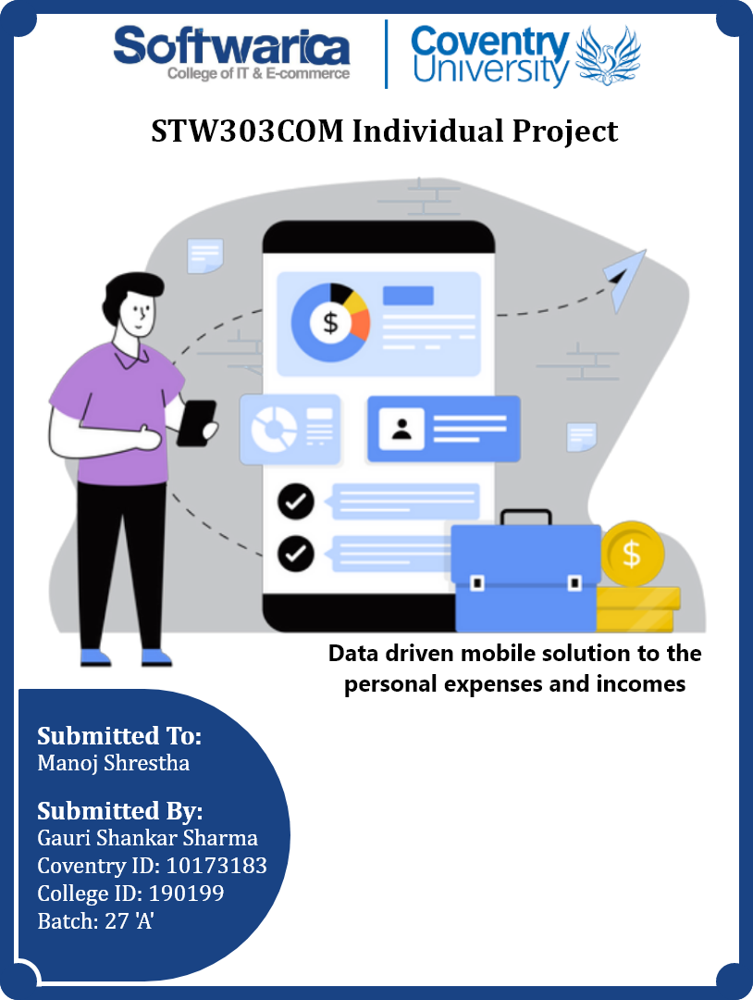 Softwarica
College of IT & E-commerce
Coventry
University
STW303COM Individual Project
$
$
Data driven mobile solution to the
personal expenses and incomes
Submitted To:
Manoj Shrestha
Submitted By:
Gauri Shankar Sharma
Coventry ID: 10173183
College ID: 190199
Batch: 27 'A'